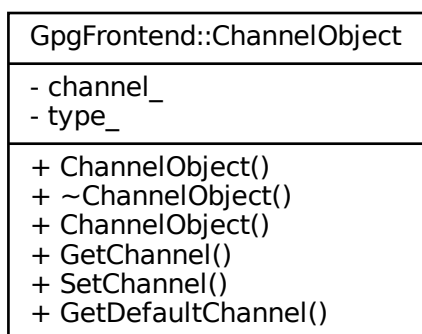 GpgFrontend::ChannelObject
- channel_
- type_
+ ChannelObject()
+ ~ChannelObject()
+ ChannelObject()
+ GetChannel()
+ SetChannel()
+ GetDefaultChannel()